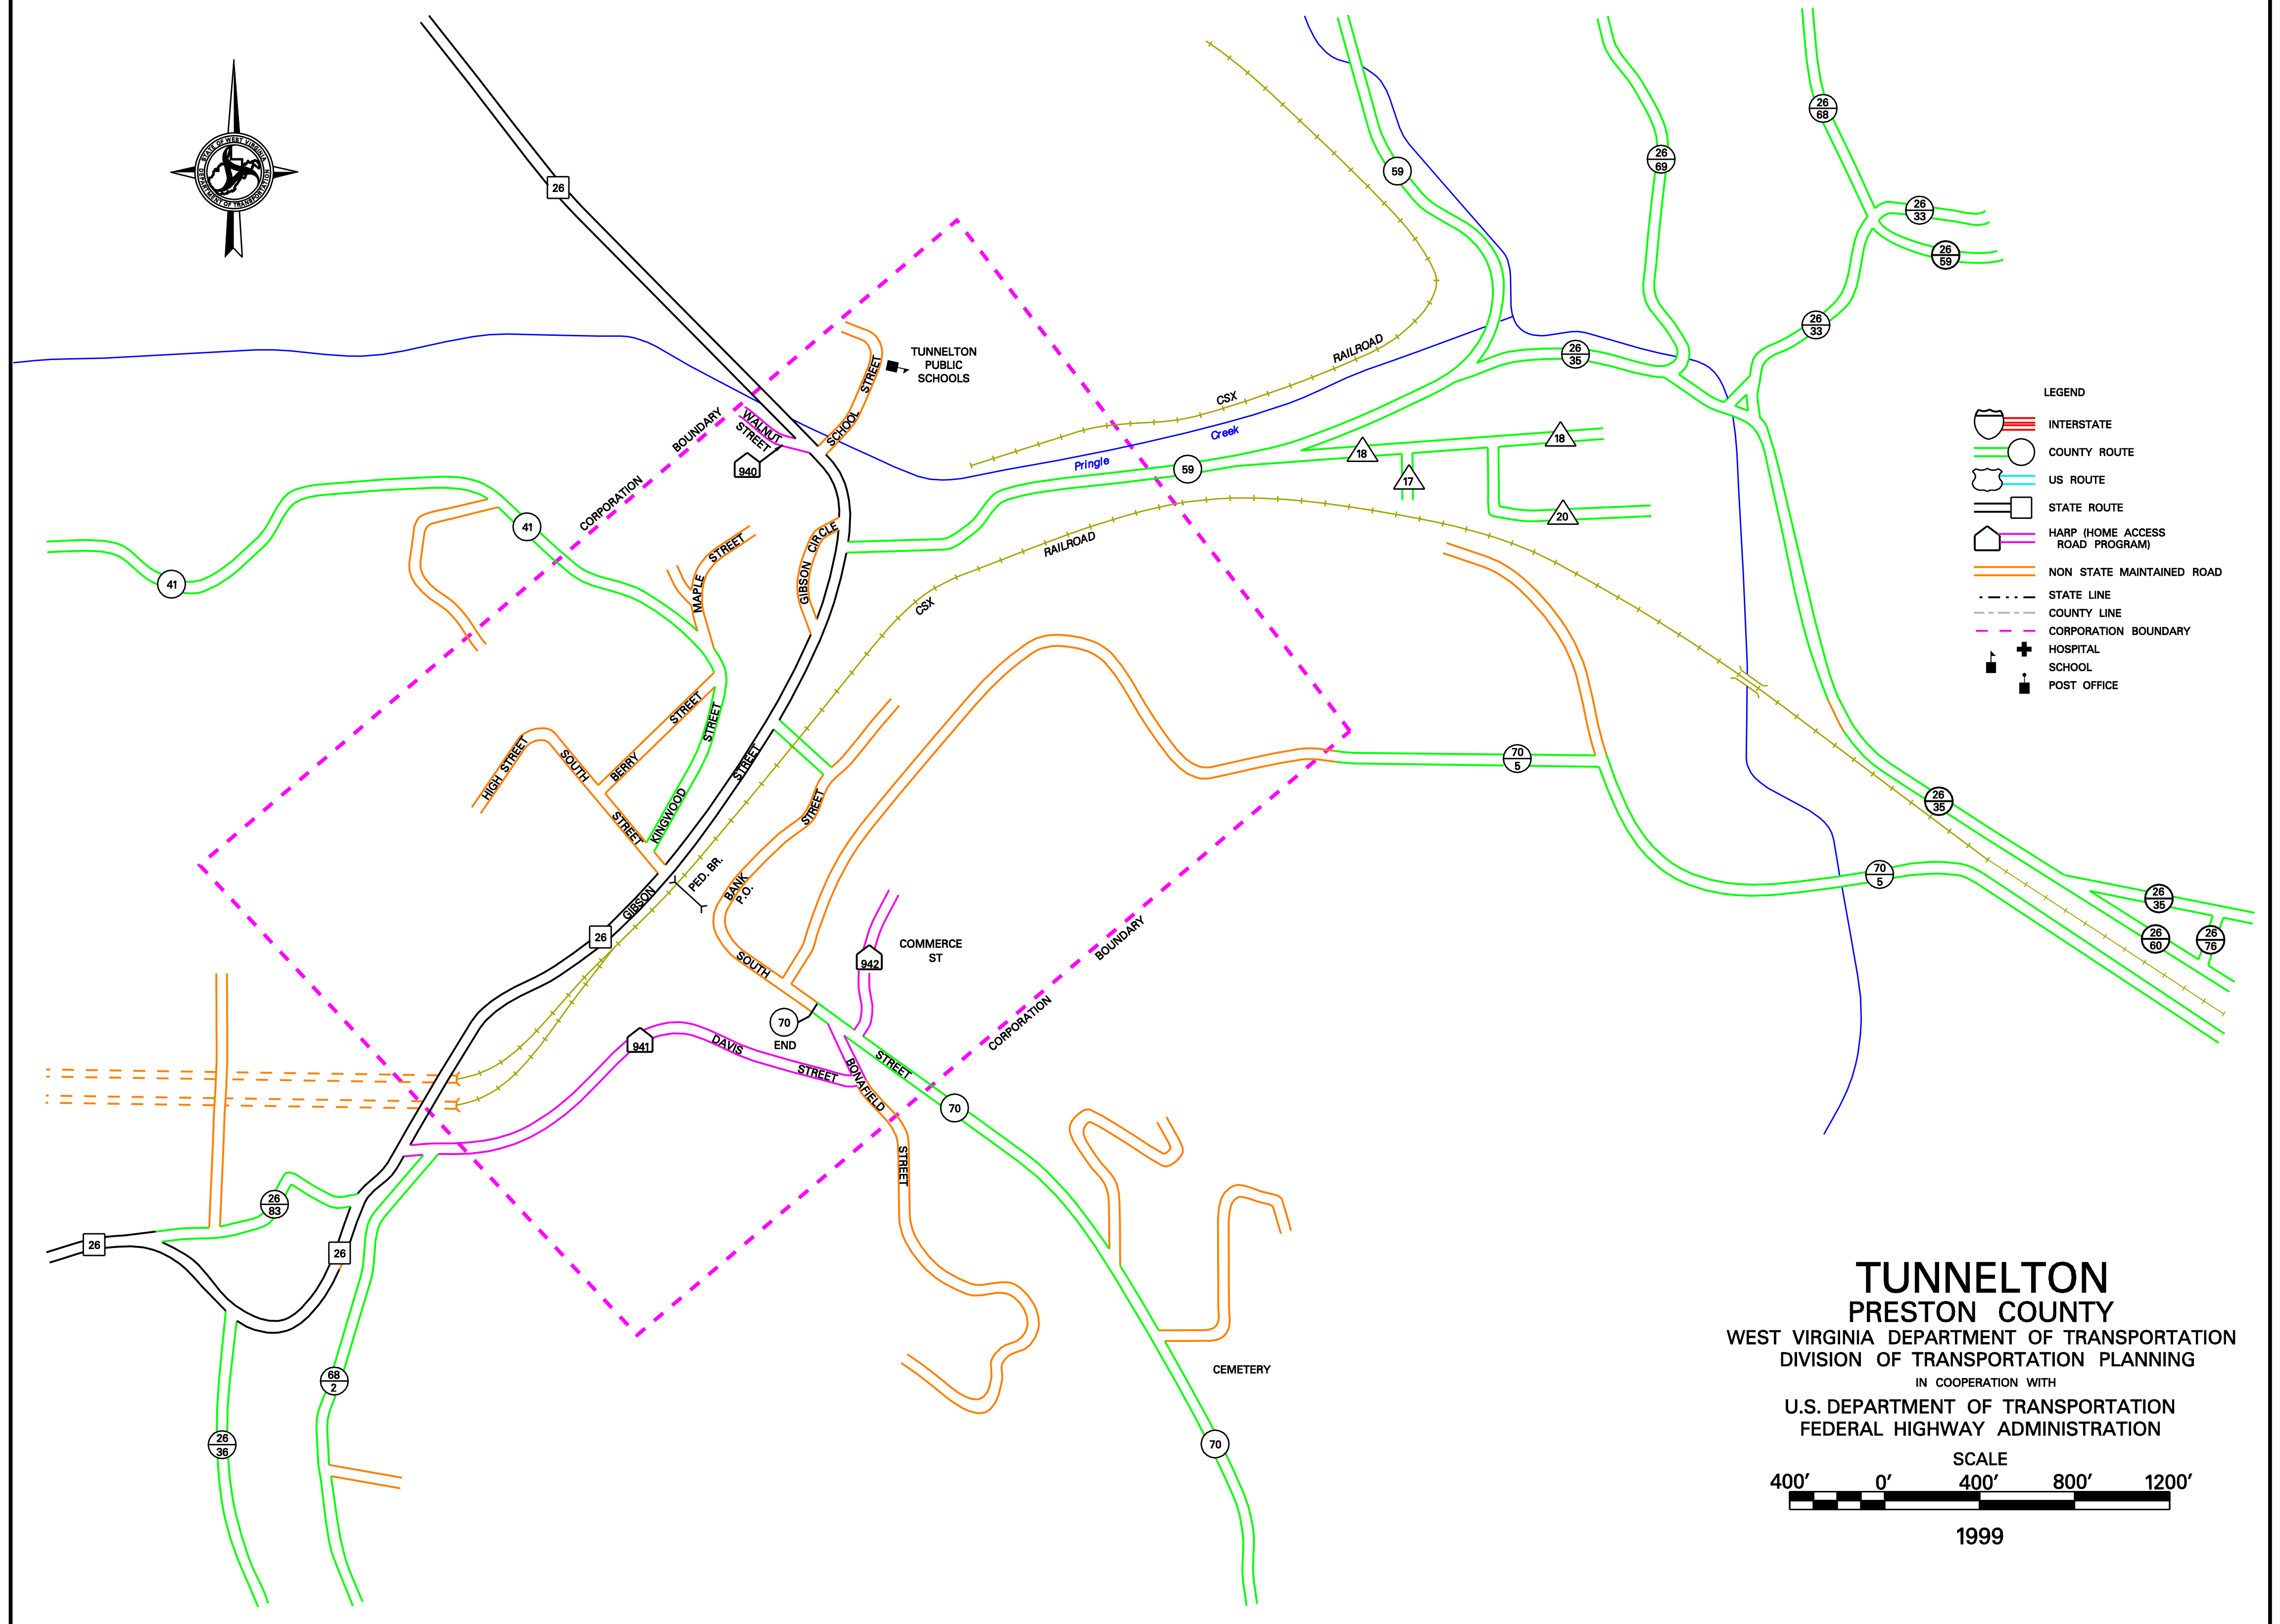 STATE OF WEST VIRGINIA
DEPARTMENT OF TRANSPORTATION
26
59
26
68
26
69
26
33
26
59
26
33
26
35
TUNNELTON
PUBLIC
SCHOOLS
SCHOOL STREET
WALNUT
STREET
940
CORPORATION BOUNDARY
CSX RAILROAD
Pringle Creek
59
18
18
17
20
41
41
MAPLE STREET
GIBSON CIRCLE
CSX RAILROAD
LEGEND
INTERSTATE
COUNTY ROUTE
US ROUTE
STATE ROUTE
HARP (HOME ACCESS
ROAD PROGRAM)
NON STATE MAINTAINED ROAD
STATE LINE
COUNTY LINE
CORPORATION BOUNDARY
HOSPITAL
SCHOOL
POST OFFICE
HIGH STREET
SOUTH STREET
BERRY STREET
KINGWOOD STREET
GIBSON STREET
26
PED. BR.
BANK
P.O.
STREET
SOUTH STREET
70
5
26
35
70
5
26
35
26
60
26
76
COMMERCE
ST
942
CORPORATION BOUNDARY
70
END
941
DAVIS STREET
BONAFIELD STREET
70
26
83
26
26
68
2
26
36
CEMETERY
70
TUNNELTON
PRESTON COUNTY
WEST VIRGINIA DEPARTMENT OF TRANSPORTATION
DIVISION OF TRANSPORTATION PLANNING
IN COOPERATION WITH
U.S. DEPARTMENT OF TRANSPORTATION
FEDERAL HIGHWAY ADMINISTRATION
SCALE
400' 0' 400' 800' 1200'
1999